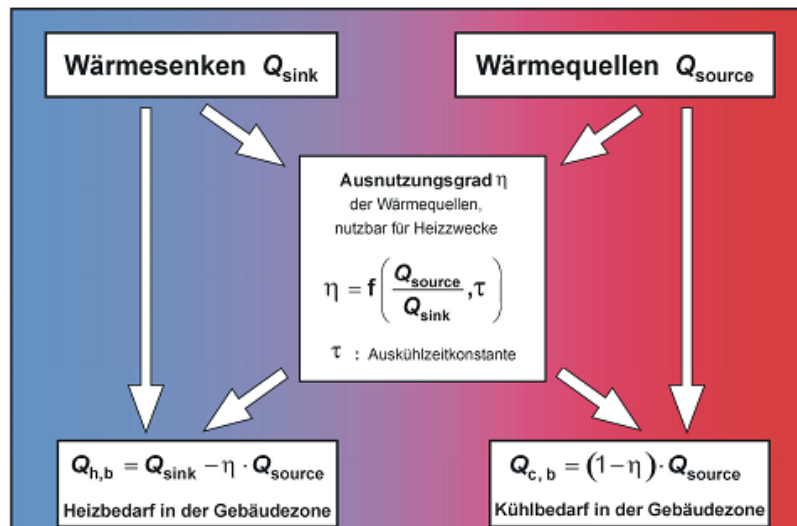 Wärmesenken Q_sink
Wärmequellen Q_source
Ausnutzungsgrad η
der Wärmequellen,
nutzbar für Heizzwecke
η = f(Q_source / Q_sink, τ)
τ : Auskühlzeitkonstante
Q_h,b = Q_sink − η · Q_source
Heizbedarf in der Gebäudezone
Q_c, b = (1 − η) · Q_source
Kühlbedarf in der Gebäudezone